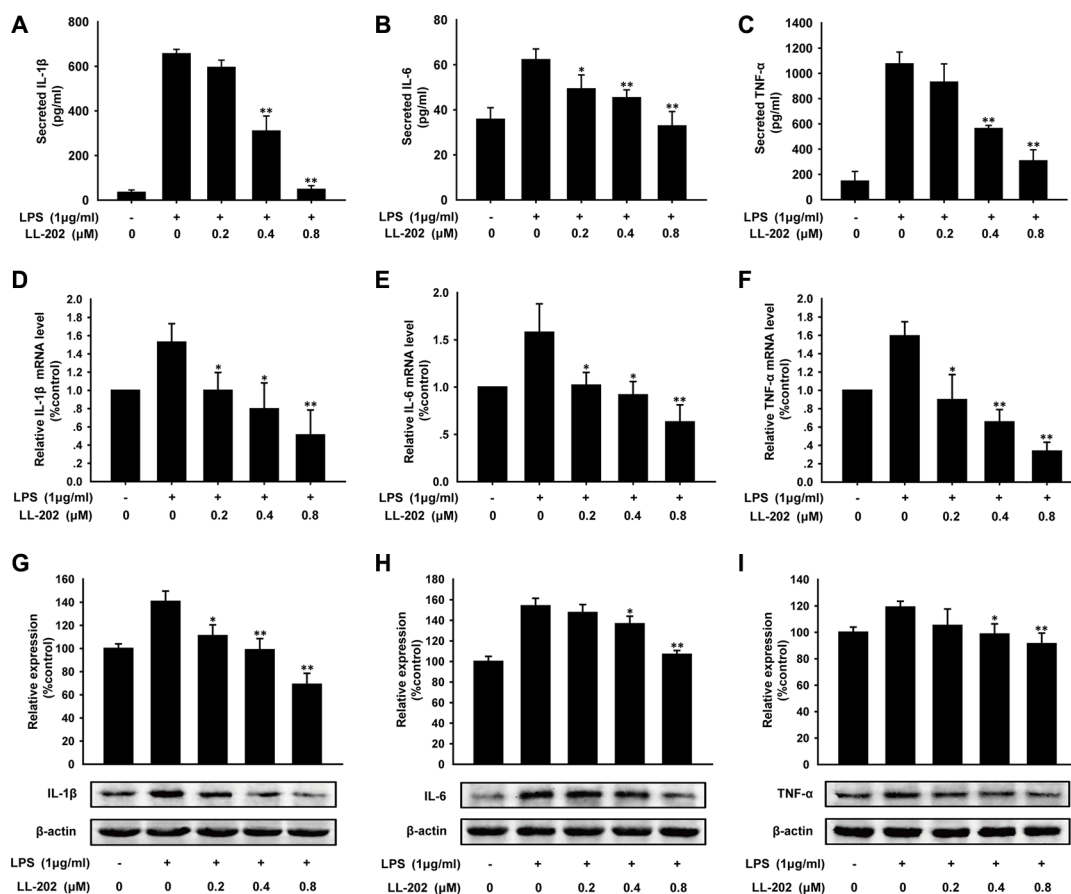 A
Secreted IL-1β
(pg/ml)
800
600
400
200
0
**
**
LPS (1μg/ml) - + + + +
LL-202 (μM) 0 0 0.2 0.4 0.8
B
Secreted IL-6
(pg/ml)
80
60
40
20
0
*
**
**
LPS (1μg/ml) - + + + +
LL-202 (μM) 0 0 0.2 0.4 0.8
C
Secreted TNF-α
(pg/ml)
1400
1200
1000
800
600
400
200
0
**
**
LPS (1μg/ml) - + + + +
LL-202 (μM) 0 0 0.2 0.4 0.8
D
Relative IL-1β mRNA level
(%control)
2.0
1.8
1.6
1.4
1.2
1.0
.8
.6
.4
.2
0
*
*
**
LPS (1μg/ml) - + + + +
LL-202 (μM) 0 0 0.2 0.4 0.8
E
Relative IL-6 mRNA level
(%control)
2.0
1.5
1.0
.5
0
*
*
**
LPS (1μg/ml) - + + + +
LL-202 (μM) 0 0 0.2 0.4 0.8
F
Relative TNF-α mRNA level
(%control)
2.0
1.8
1.6
1.4
1.2
1.0
.8
.6
.4
.2
0
*
**
**
LPS (1μg/ml) - + + + +
LL-202 (μM) 0 0 0.2 0.4 0.8
G
Relative expression
(%control)
160
140
120
100
80
60
40
20
0
*
**
**
IL-1β
β-actin
LPS (1μg/ml) - + + + +
LL-202 (μM) 0 0 0.2 0.4 0.8
H
Relative expression
(%control)
180
160
140
120
100
80
60
40
20
0
*
**
IL-6
β-actin
LPS (1μg/ml) - + + + +
LL-202 (μM) 0 0 0.2 0.4 0.8
I
Relative expression
(%control)
140
120
100
80
60
40
20
0
*
**
TNF-α
β-actin
LPS (1μg/ml) - + + + +
LL-202 (μM) 0 0 0.2 0.4 0.8